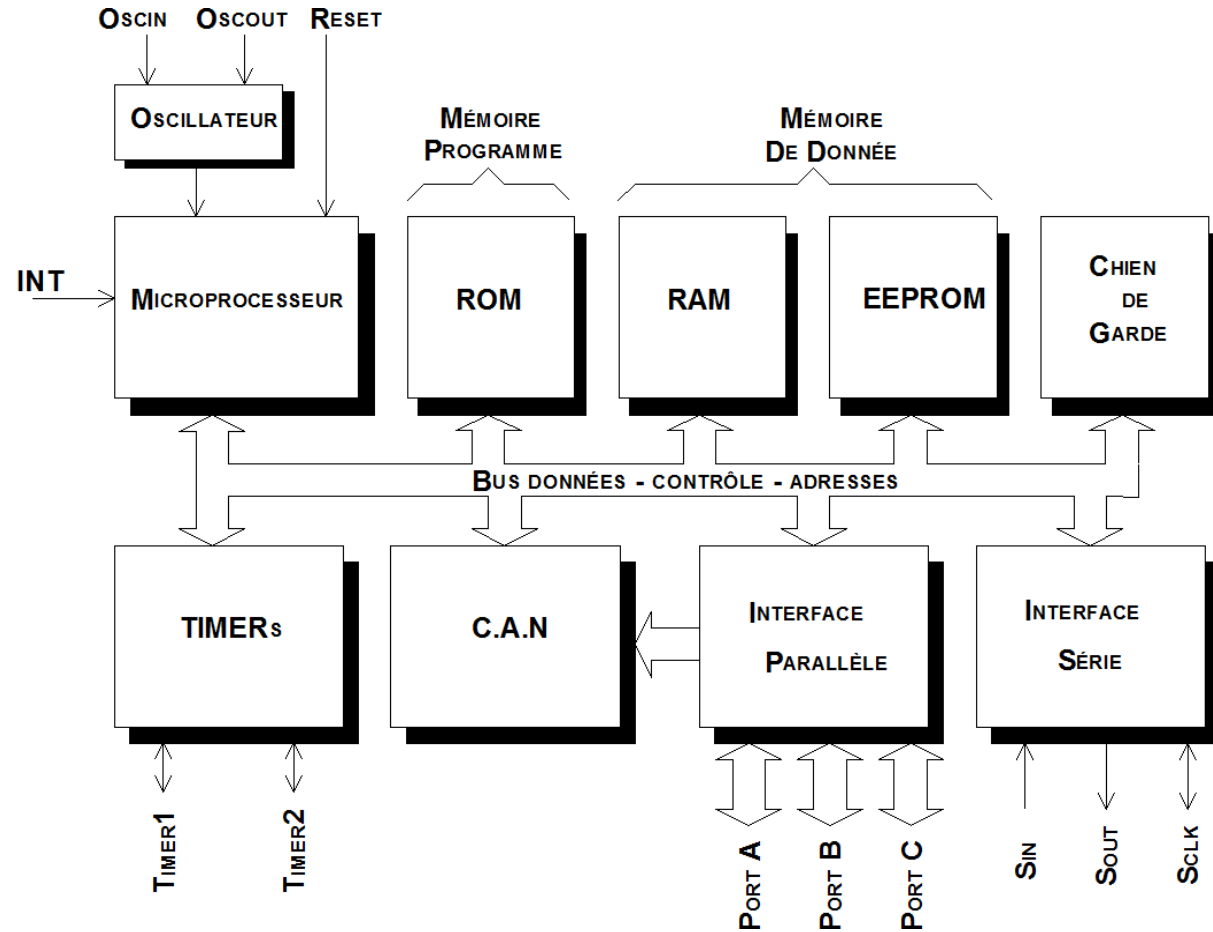 OSCIN OSCOUT RESET
OSCILLATEUR
MÉMOIRE
PROGRAMME
MÉMOIRE
DE DONNÉE
INT
MICROPROCESSEUR
ROM
RAM
EEPROM
CHIEN
DE
GARDE
BUS DONNÉES - CONTRÔLE - ADRESSES
TIMERS
C.A.N
INTERFACE
PARALLÈLE
INTERFACE
SÉRIE
TIMER1
TIMER2
PORT A
PORT B
PORT C
SIN
SOUT
SCLK